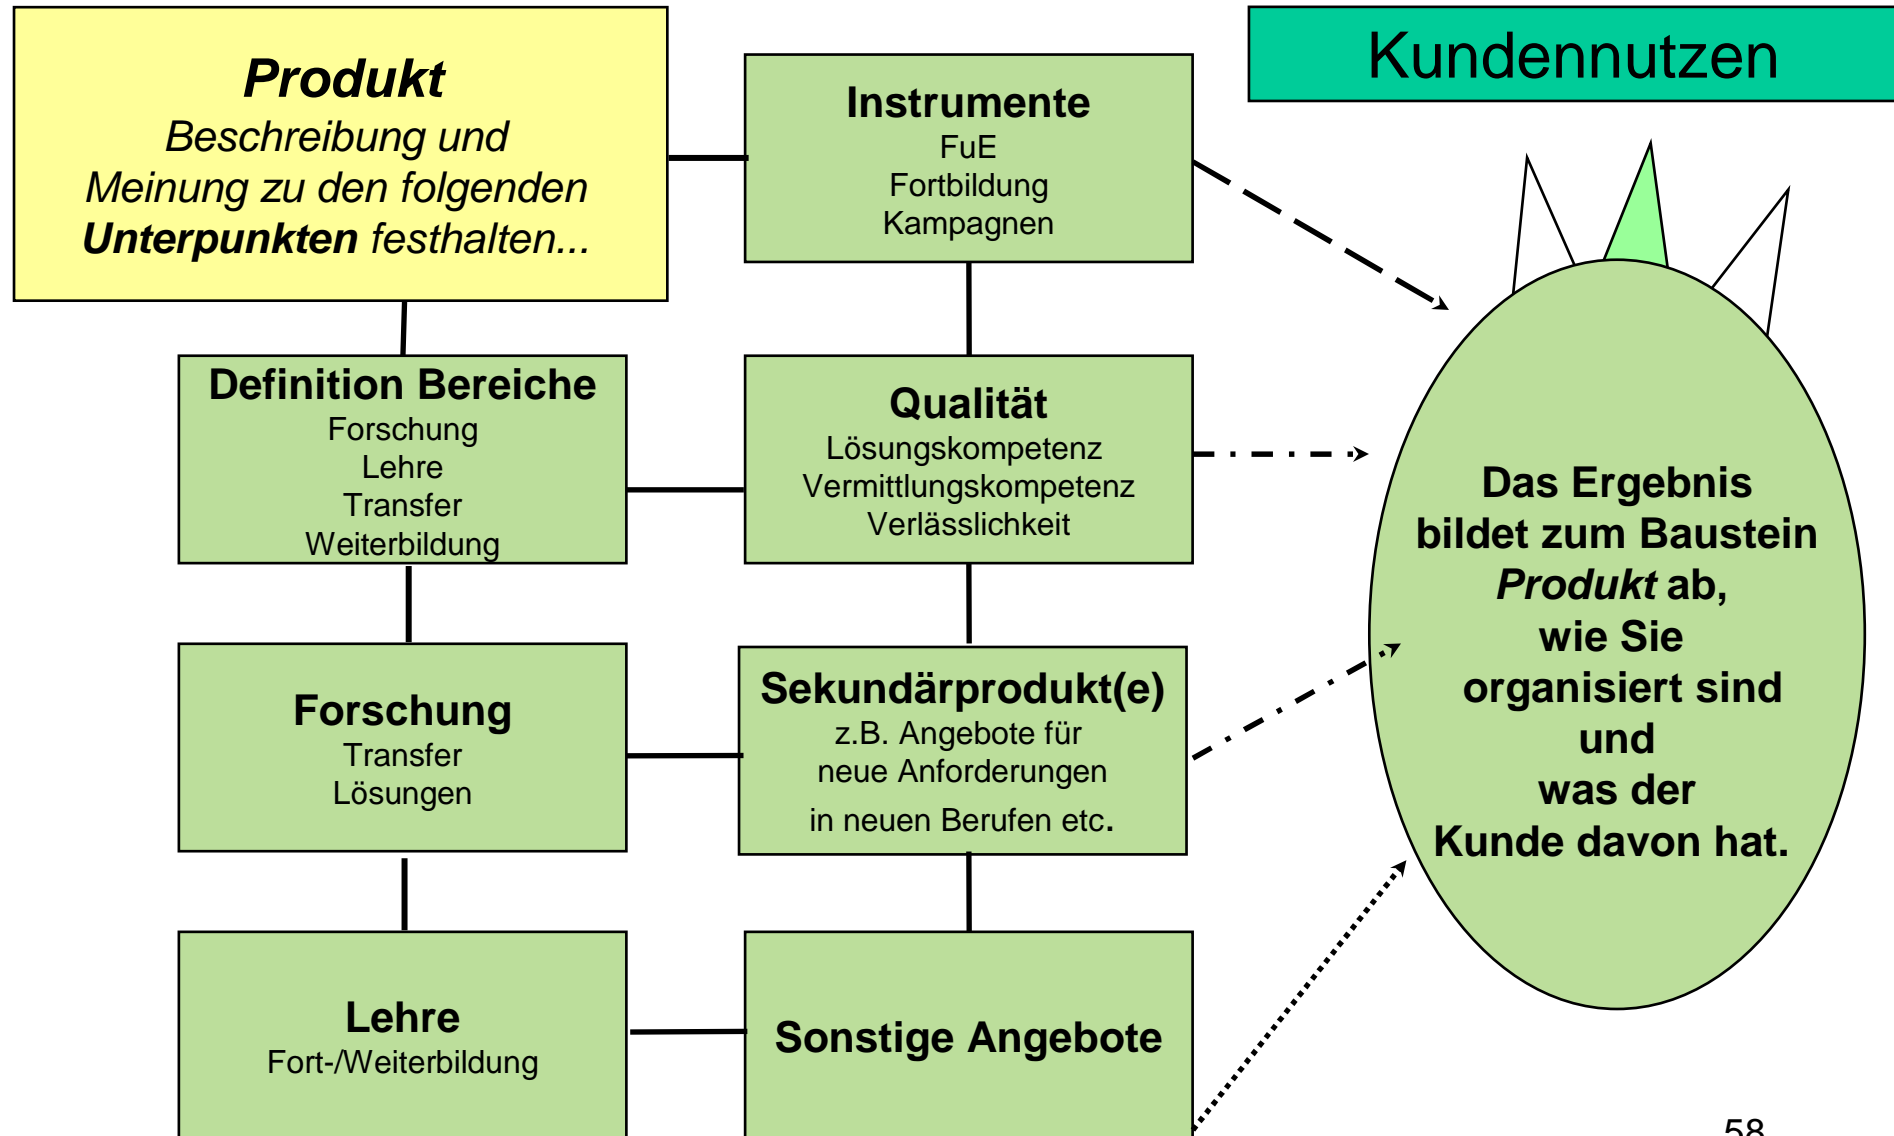 Produkt
Beschreibung und
Meinung zu den folgenden
Unterpunkten festhalten...
Instrumente
FuE
Fortbildung
Kampagnen
Kundennutzen
Definition Bereiche
Forschung
Lehre
Transfer
Weiterbildung
Qualität
Lösungskompetenz
Vermittlungskompetenz
Verlässlichkeit
Forschung
Transfer
Lösungen
Sekundärprodukt(e)
z.B. Angebote für
neue Anforderungen
in neuen Berufen etc.
Lehre
Fort-/Weiterbildung
Sonstige Angebote
Das Ergebnis
bildet zum Baustein
Produkt ab,
wie Sie
organisiert sind
und
was der
Kunde davon hat.
58